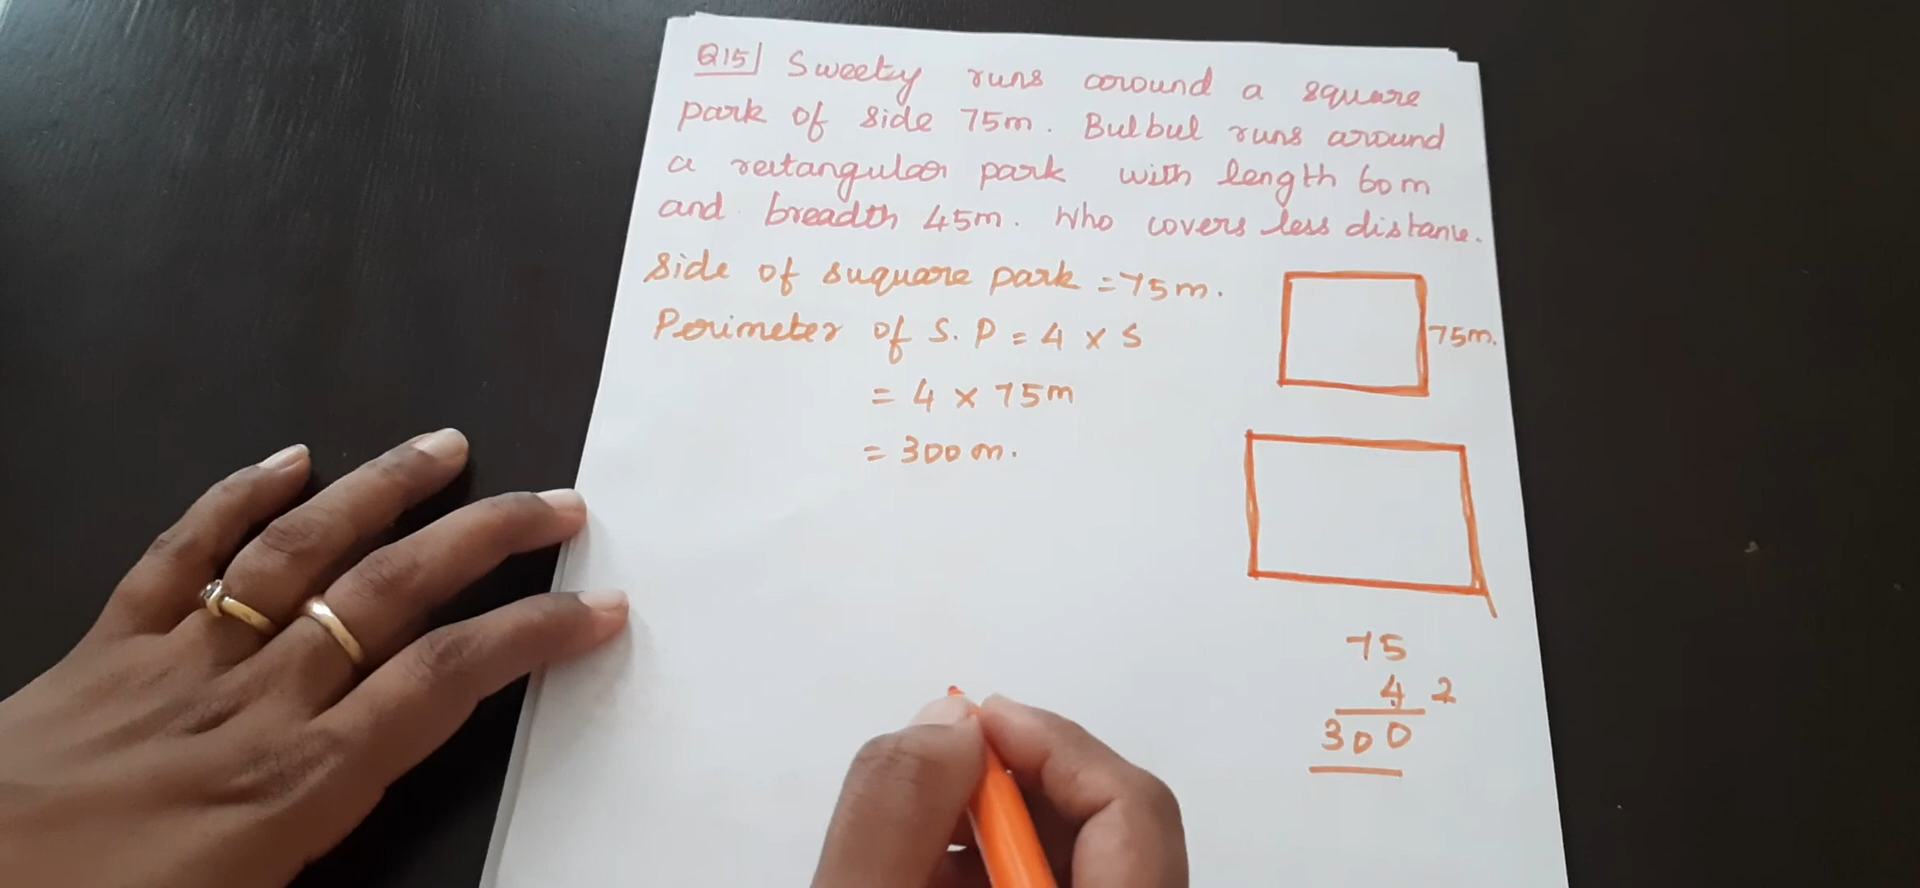 Q15] Sweety runs around a square
park of side 75m. Bulbul runs around
a rectangular park with length 60m
and breadth 45m. Who covers less distance.
Side of suquare park = 75m.
Perimeter of S.P = 4 × S
= 4 × 75m
= 300m.
75m.
75
4 2
300